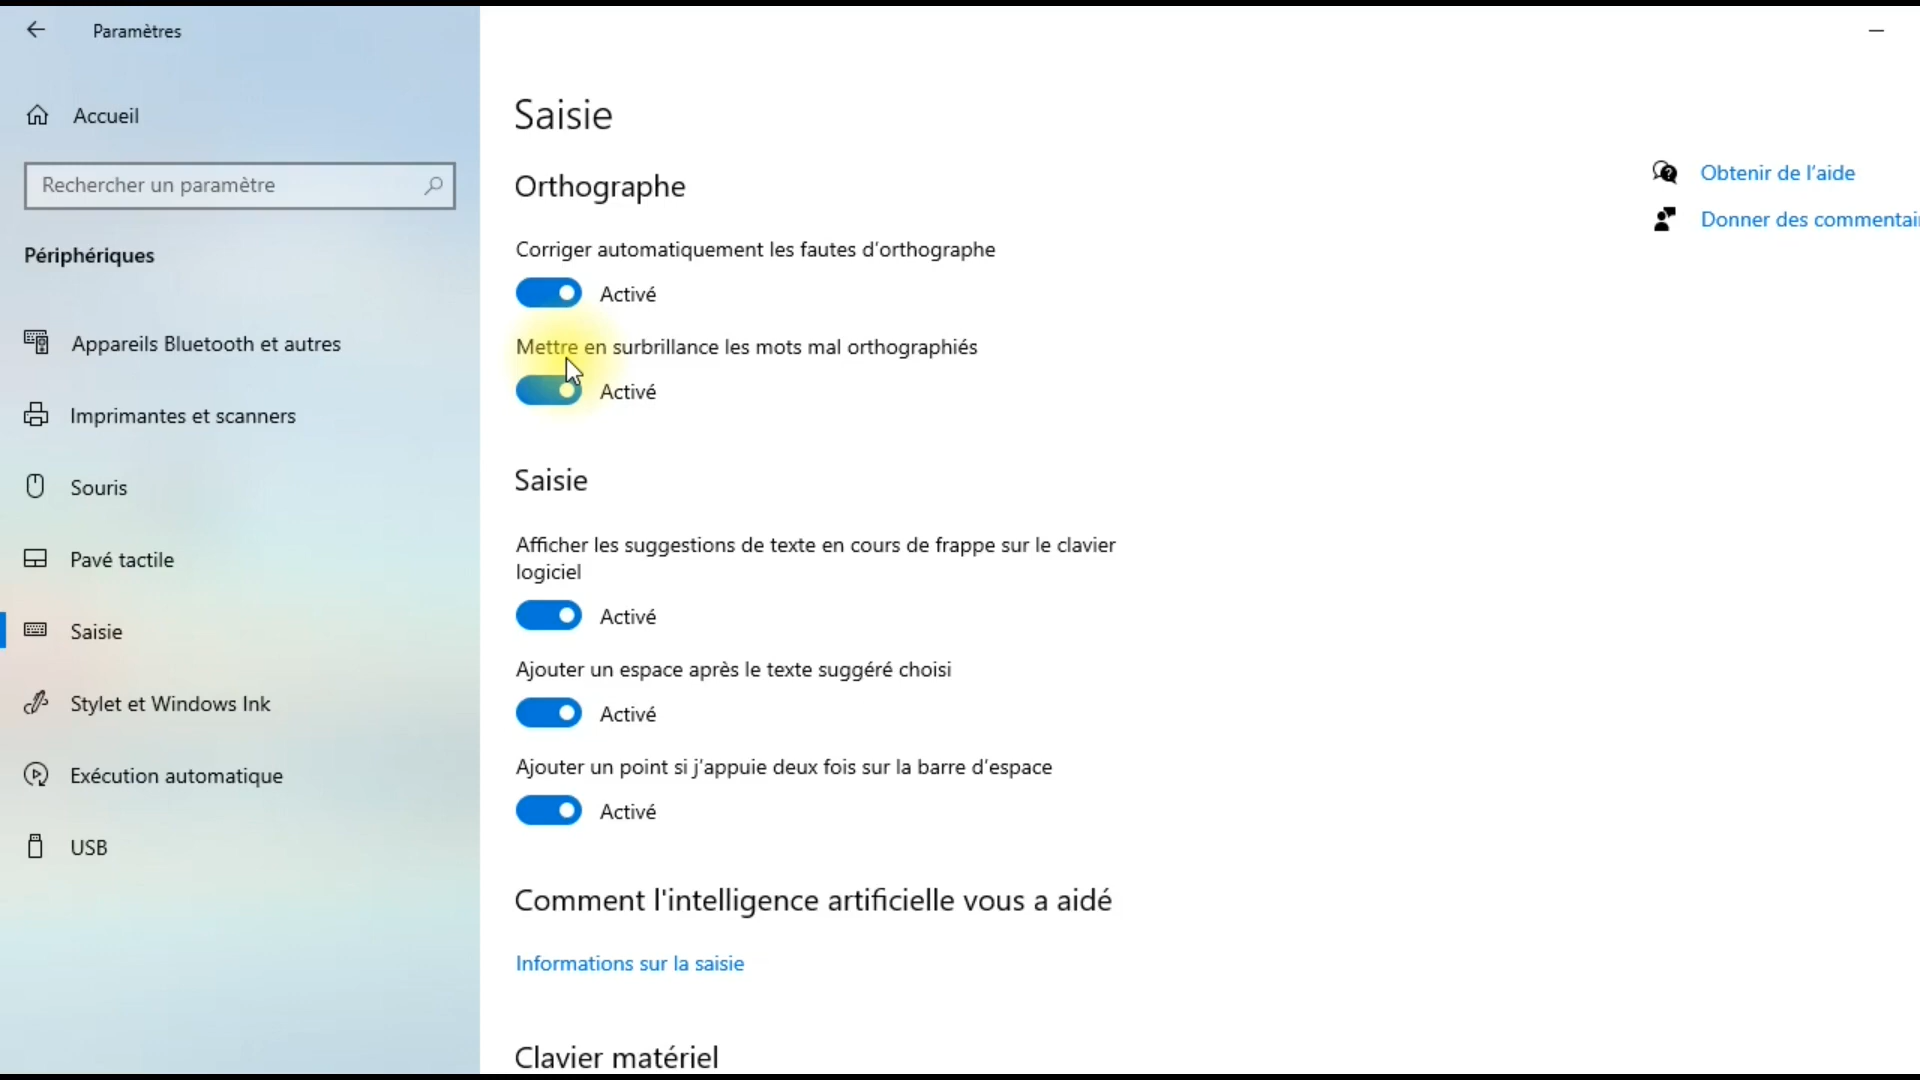 Paramètres
Accueil
Rechercher un paramètre
Périphériques
Appareils Bluetooth et autres
Imprimantes et scanners
Souris
Pavé tactile
Saisie
Stylet et Windows Ink
Exécution automatique
USB
Saisie
Orthographe
Corriger automatiquement les fautes d'orthographe
Activé
Mettre en surbrillance les mots mal orthographiés
Activé
Saisie
Afficher les suggestions de texte en cours de frappe sur le clavier
logiciel
Activé
Ajouter un espace après le texte suggéré choisi
Activé
Ajouter un point si j'appuie deux fois sur la barre d'espace
Activé
Comment l'intelligence artificielle vous a aidé
Informations sur la saisie
Clavier matériel
Obtenir de l'aide
Donner des commentai